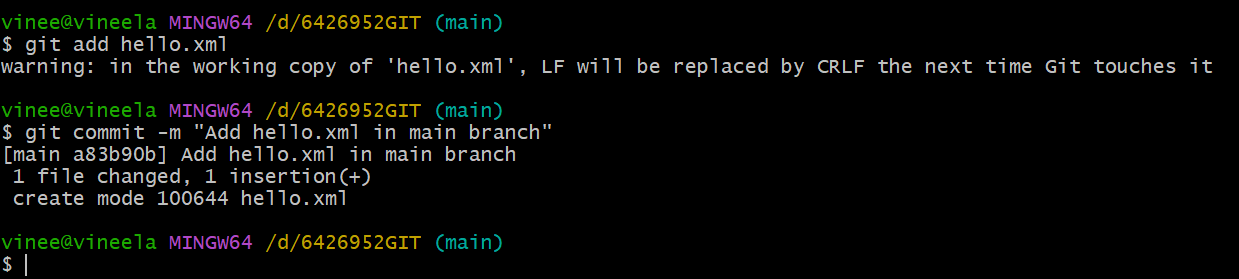 vinee@vineela MINGW64 /d/6426952GIT (main)
$ git add hello.xml
warning: in the working copy of 'hello.xml', LF will be replaced by CRLF the next time Git touches it
vinee@vineela MINGW64 /d/6426952GIT (main)
$ git commit -m "Add hello.xml in main branch"
[main a83b90b] Add hello.xml in main branch
 1 file changed, 1 insertion(+)
 create mode 100644 hello.xml
vinee@vineela MINGW64 /d/6426952GIT (main)
$